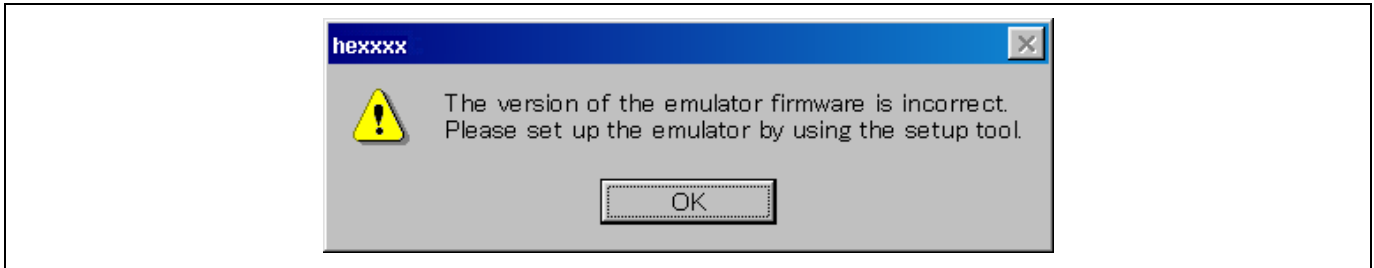 hexxxx
The version of the emulator firmware is incorrect.
Please set up the emulator by using the setup tool.
OK